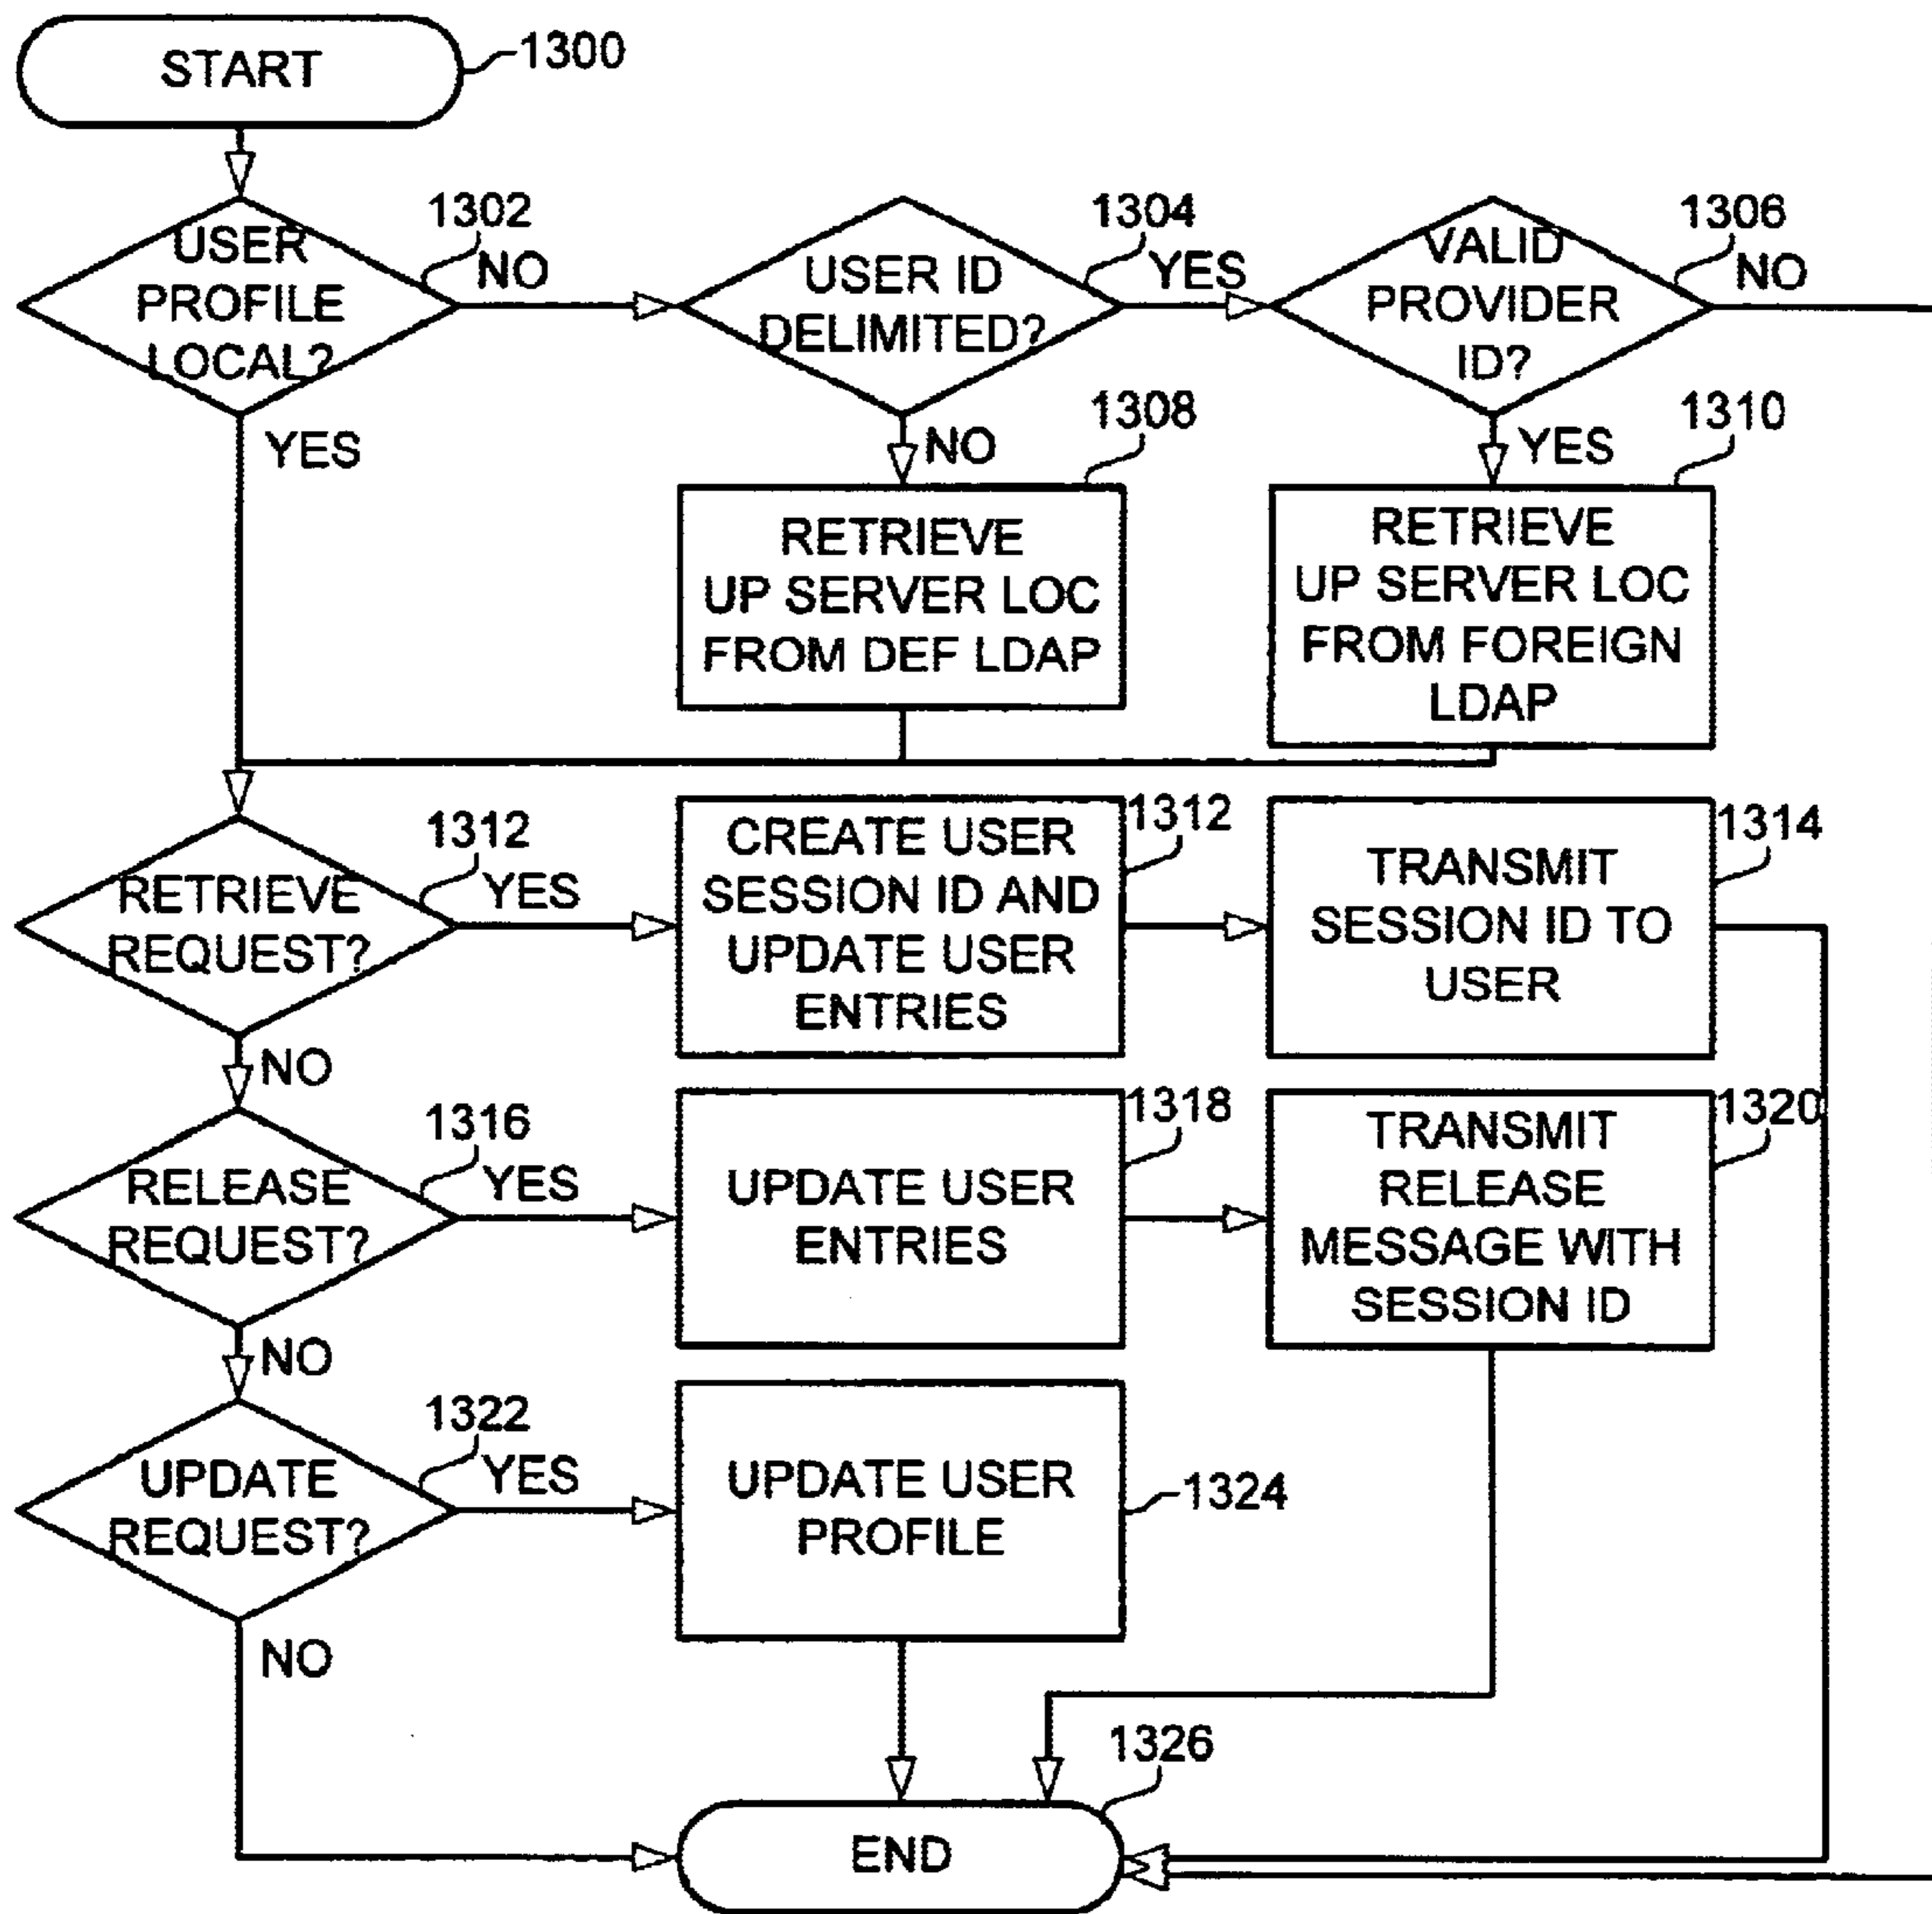 START
1300
USER
PROFILE
LOCAL?
1302
NO
YES
USER ID
DELIMITED?
1304
YES
NO
VALID
PROVIDER
ID?
1306
NO
YES
1308
RETRIEVE
UP SERVER LOC
FROM DEF LDAP
1310
RETRIEVE
UP SERVER LOC
FROM FOREIGN
LDAP
RETRIEVE
REQUEST?
1312
YES
NO
CREATE USER
SESSION ID AND
UPDATE USER
ENTRIES
1312
TRANSMIT
SESSION ID TO
USER
1314
RELEASE
REQUEST?
1316
YES
NO
UPDATE USER
ENTRIES
1318
TRANSMIT
RELEASE
MESSAGE WITH
SESSION ID
1320
UPDATE
REQUEST?
1322
YES
NO
UPDATE USER
PROFILE
1324
END
1326